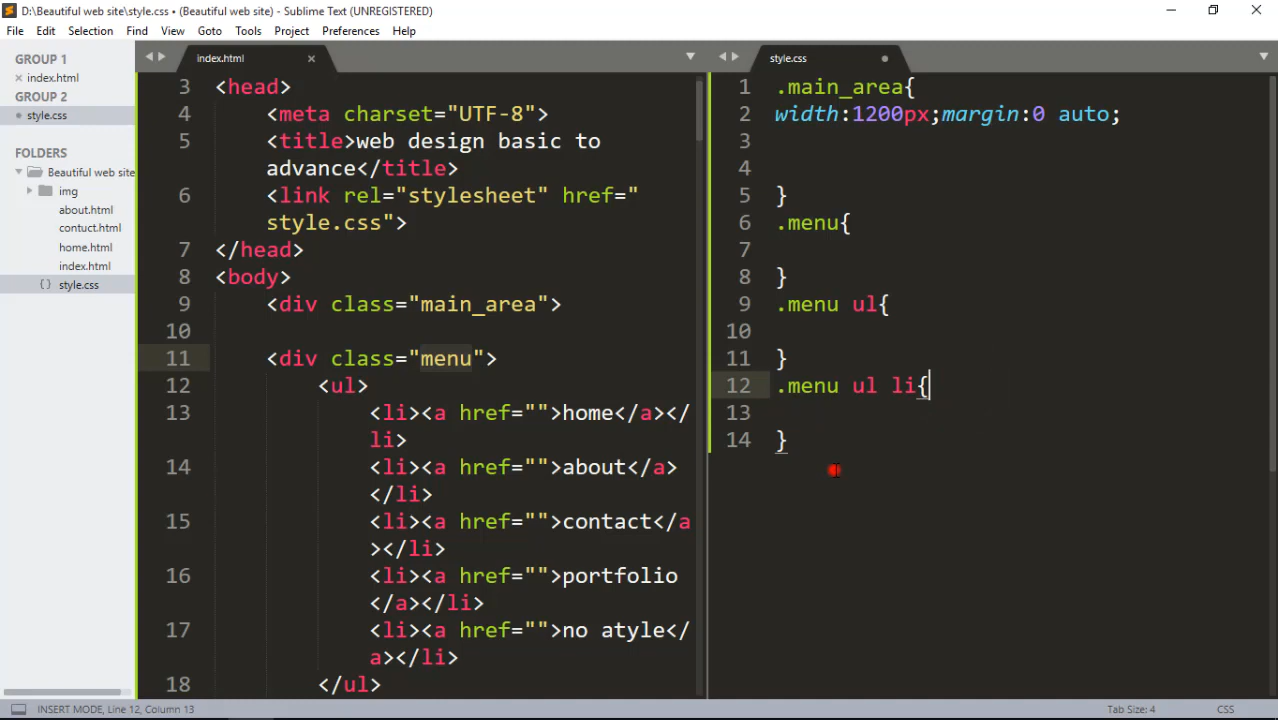 D:\Beautiful web site\style.css • (Beautiful web site) - Sublime Text (UNREGISTERED)
File Edit Selection Find View Goto Tools Project Preferences Help
GROUP 1
index.html
GROUP 2
style.css
FOLDERS
Beautiful web site
img
about.html
contuct.html
home.html
index.html
{} style.css
index.html
3 <head>
4 <meta charset="UTF-8">
5 <title>web design basic to
advance</title>
6 <link rel="stylesheet" href="
style.css">
7 </head>
8 <body>
9 <div class="main_area">
10
11 <div class="menu">
12 <ul>
13 <li><a href="">home</a></
li>
14 <li><a href="">about</a>
</li>
15 <li><a href="">contact</a
></li>
16 <li><a href="">portfolio
</a></li>
17 <li><a href="">no atyle</
a></li>
18 </ul>
style.css
1 .main_area{
2 width:1200px;margin:0 auto;
3
4
5 }
6 .menu{
7
8 }
9 .menu ul{
10
11 }
12 .menu ul li{
13
14 }
INSERT MODE, Line 12, Column 13
Tab Size: 4
CSS